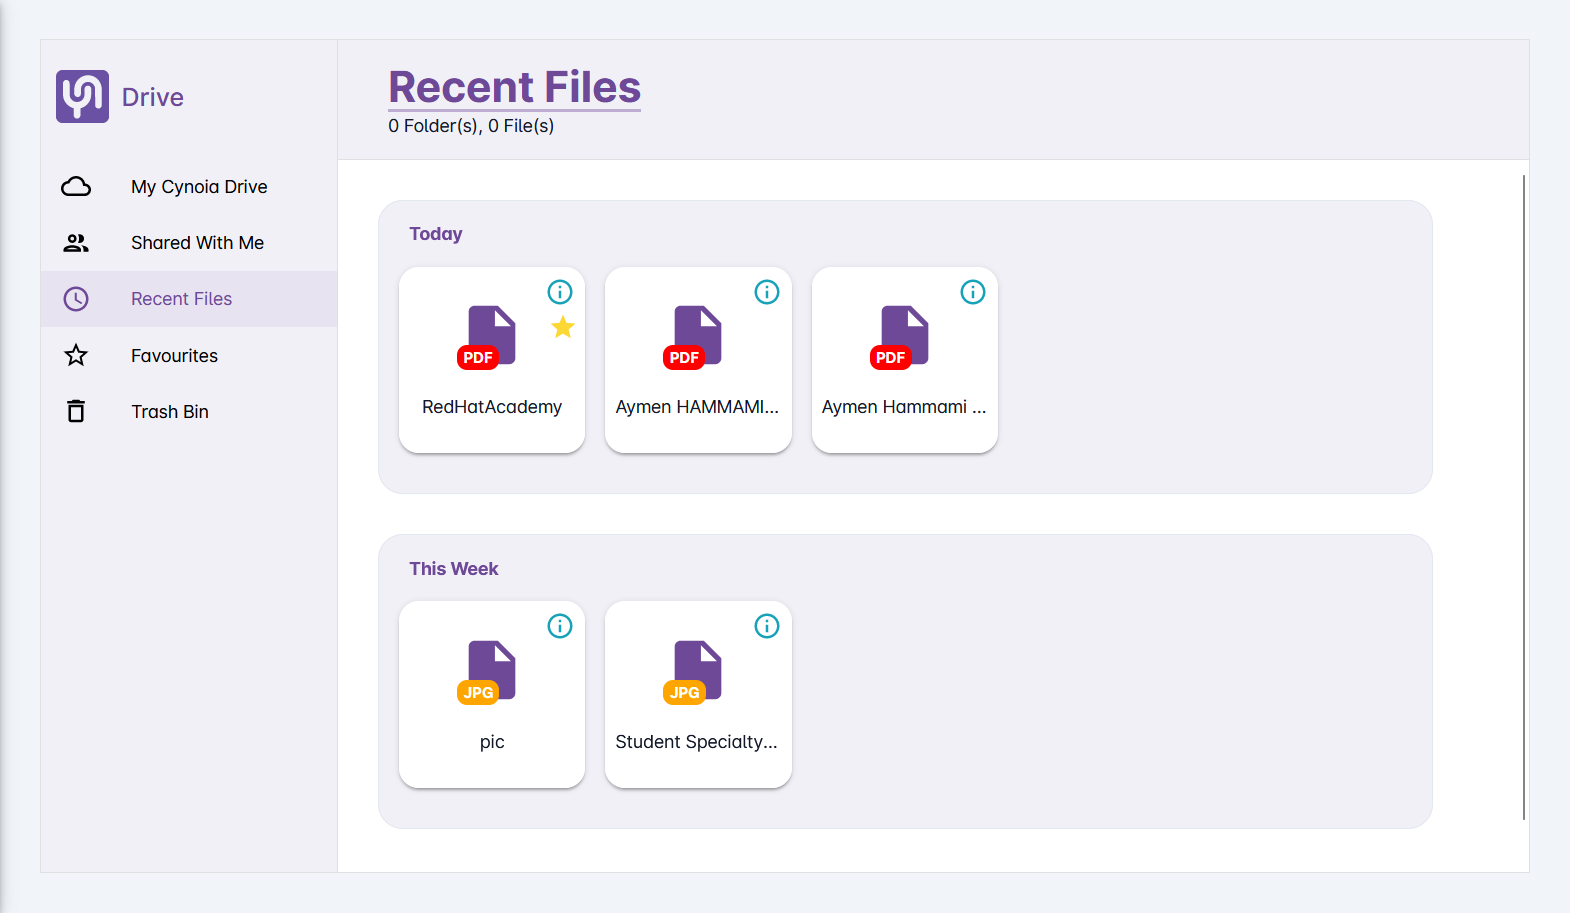 Drive
My Cynoia Drive
Shared With Me
Recent Files
Favourites
Trash Bin
Recent Files
0 Folder(s), 0 File(s)
Today
PDF
RedHatAcademy
PDF
Aymen HAMMAMI...
PDF
Aymen Hammami ...
This Week
JPG
pic
JPG
Student Specialty...